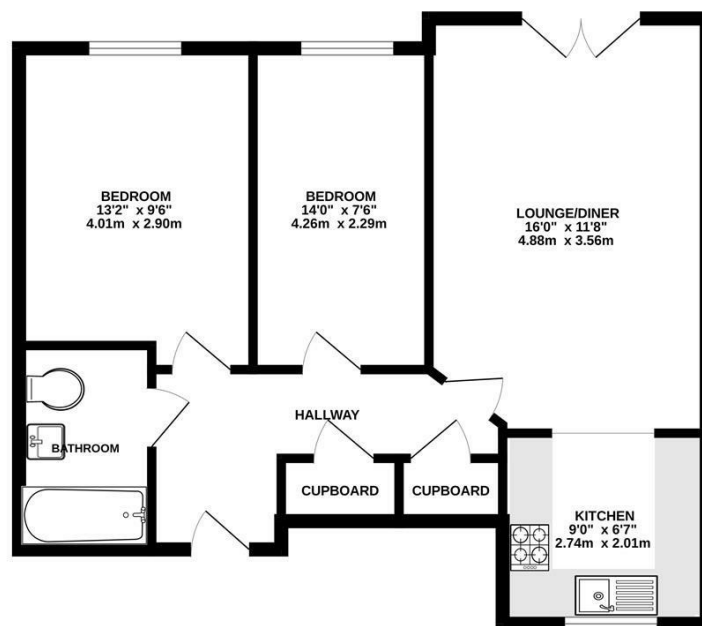 BEDROOM
13'2" x 9'6"
4.01m x 2.90m
BEDROOM
14'0" x 7'6"
4.26m x 2.29m
LOUNGE/DINER
16'0" x 11'8"
4.88m x 3.56m
HALLWAY
BATHROOM
CUPBOARD
CUPBOARD
KITCHEN
9'0" x 6'7"
2.74m x 2.01m